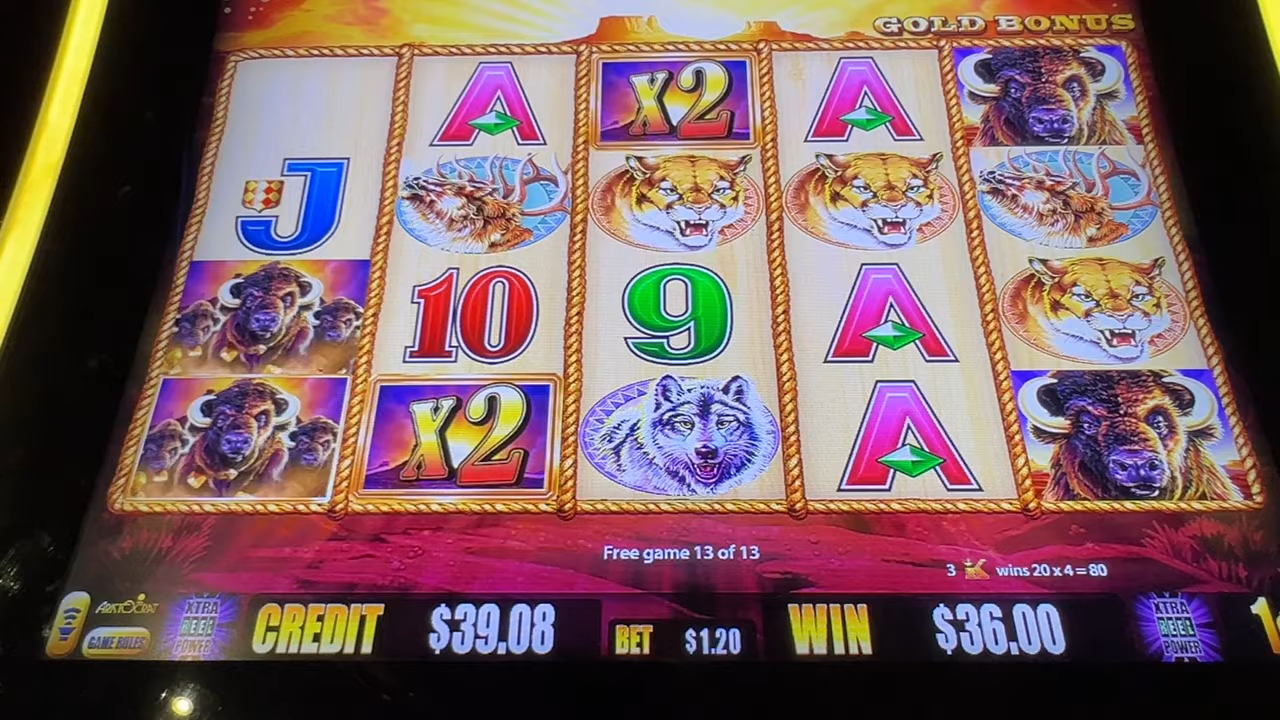 GOLD BONUS
A x2 A
J
10 9 A
x2 A
Free game 13 of 13
3 K wins 20 x 4 = 80
ARISTOCRAT
GAME RULES
XTRA REEL POWER
CREDIT $39.08
BET $1.20
WIN $36.00
XTRA REEL POWER